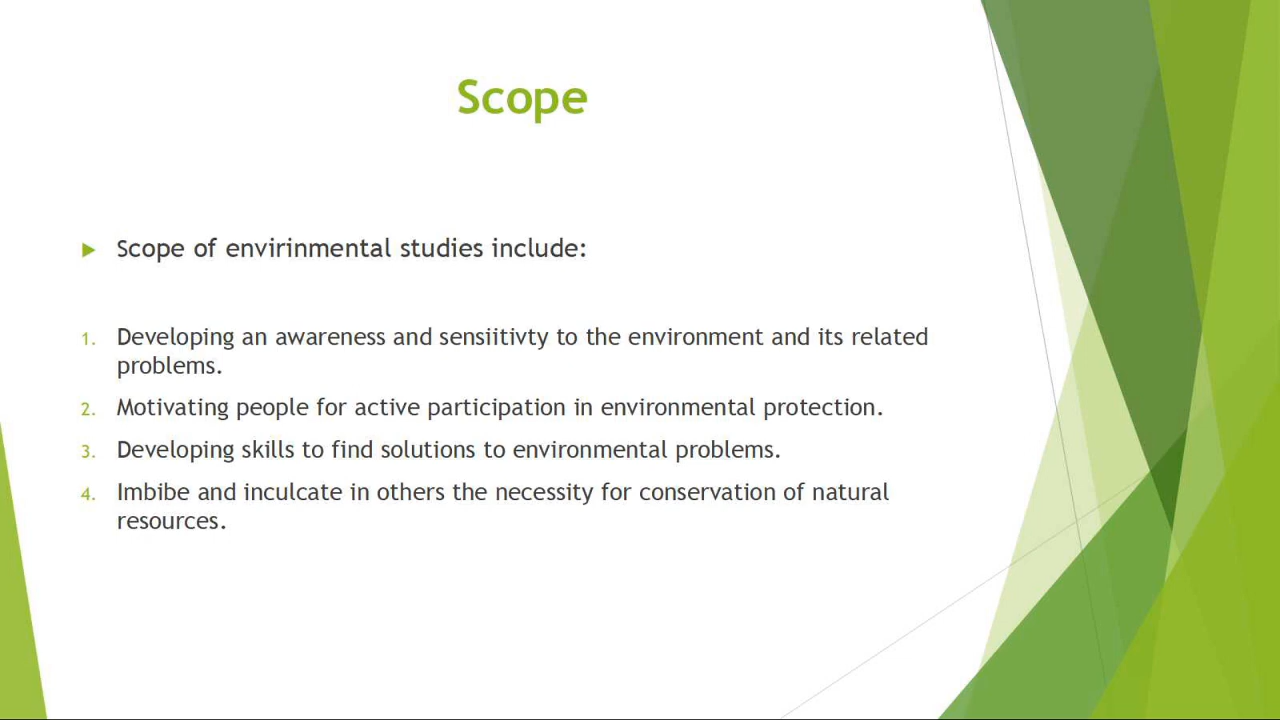 Scope
Scope of envirinmental studies include:
1. Developing an awareness and sensiitivty to the environment and its related
problems.
2. Motivating people for active participation in environmental protection.
3. Developing skills to find solutions to environmental problems.
4. Imbibe and inculcate in others the necessity for conservation of natural
resources.